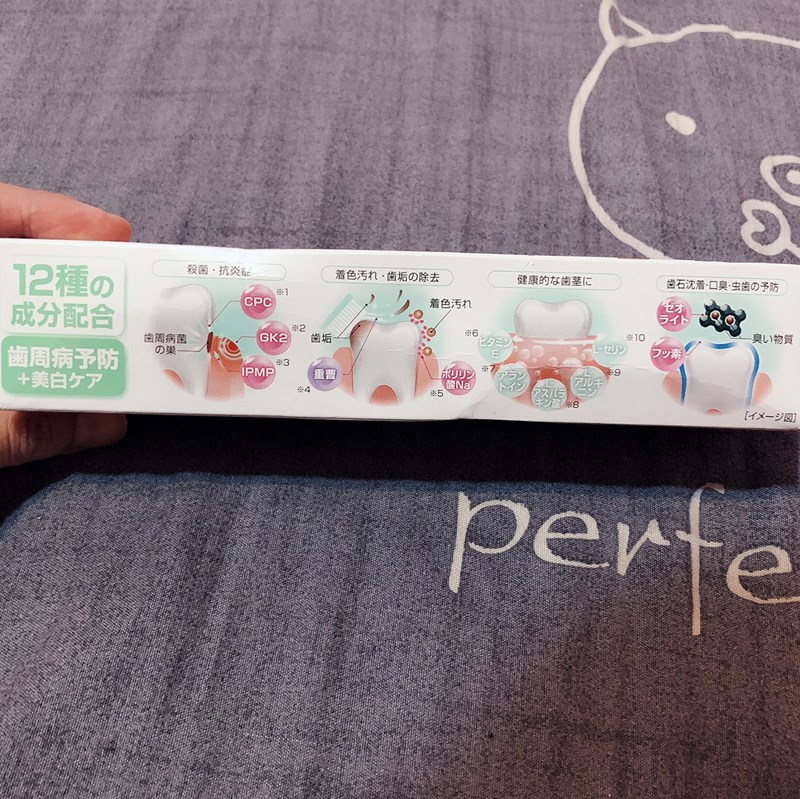 12種の
成分配合
歯周病予防
+美白ケア
殺菌・抗炎症
歯周病菌
の巣
CPC ※1
GK2 ※2
IPMP ※3
着色汚れ・歯垢の除去
歯垢
着色汚れ
重曹 ※4
ポリリン
酸Na ※5
健康的な歯茎に
ビタミン
E ※6
アラン
トイン ※7
アスパラ
ギン酸 ※8
アルギ
ニン ※9
L-セリン ※10
歯石沈着・口臭・虫歯の予防
ゼオ
ライト
フッ素
臭い物質
[イメージ図]
perfe